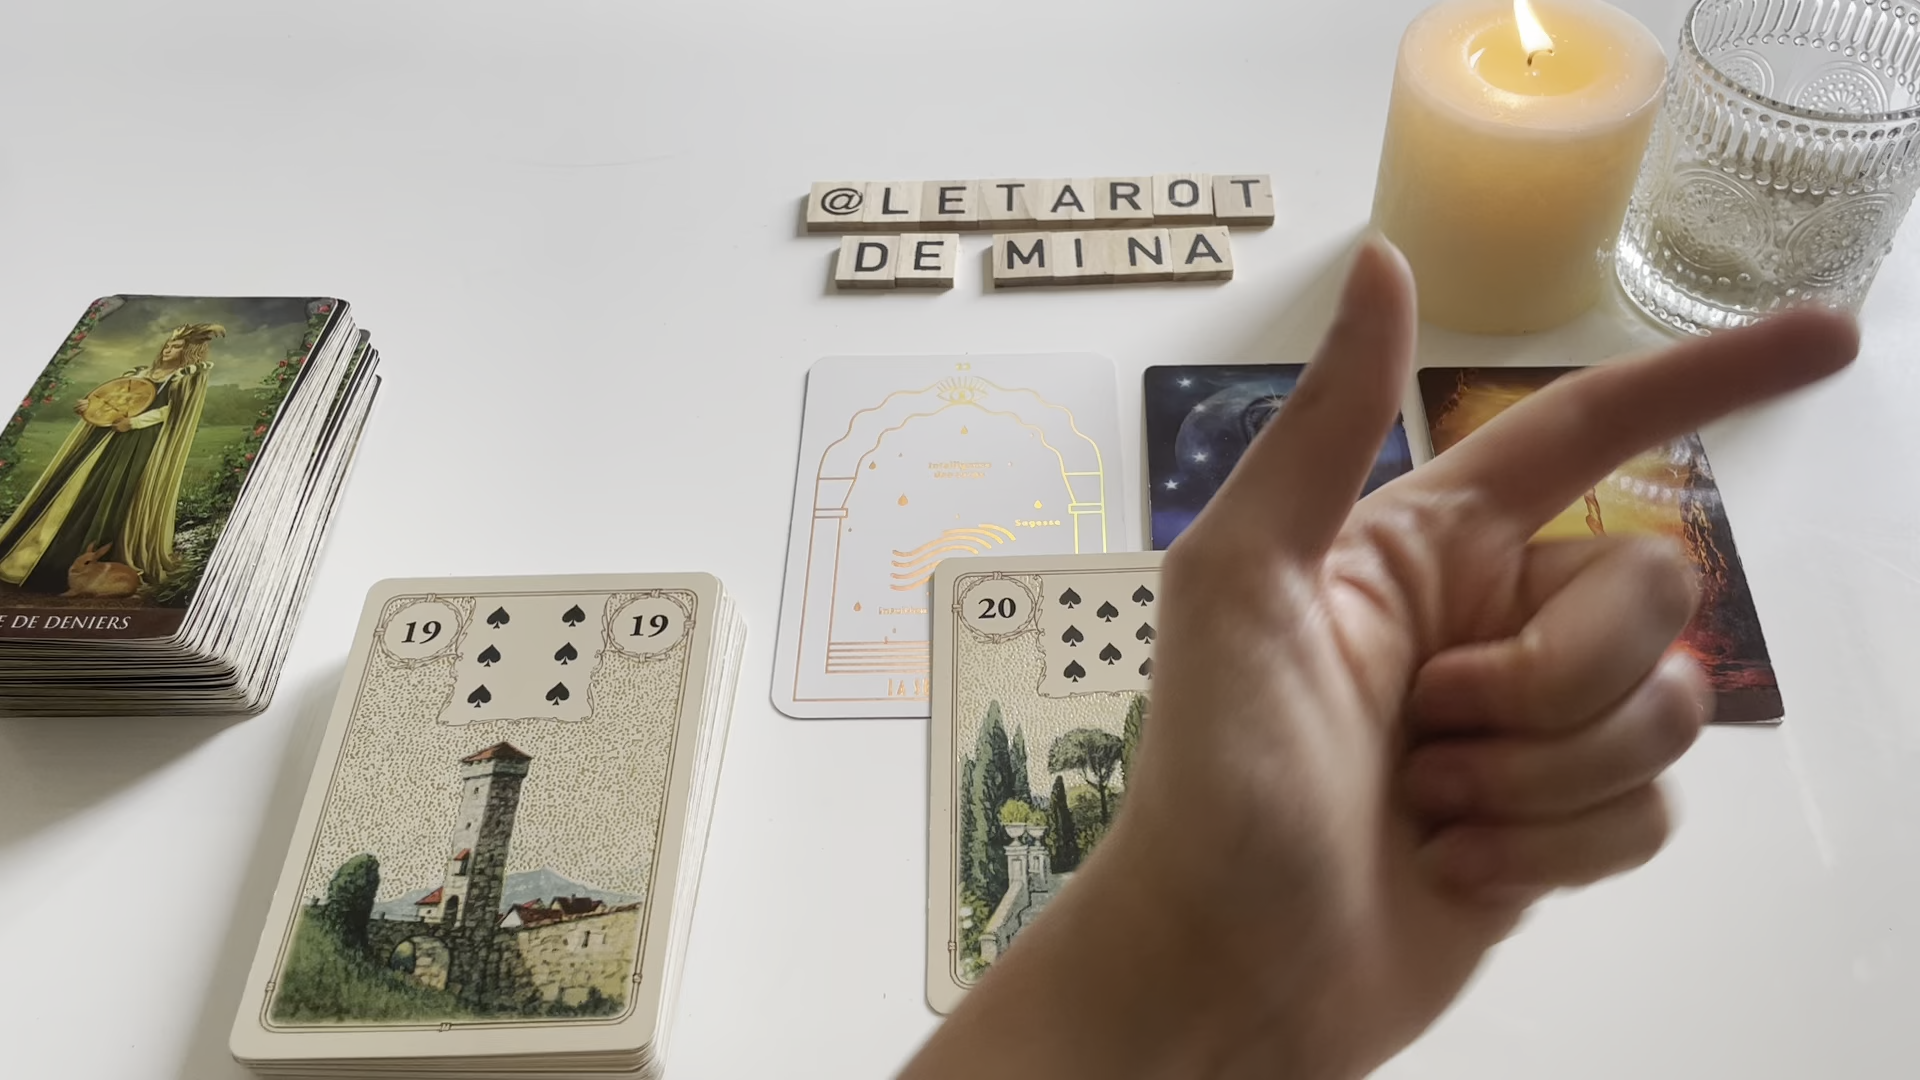 @LETAROT
DE MINA
Sagesse
E DE DENIERS
19 19
20